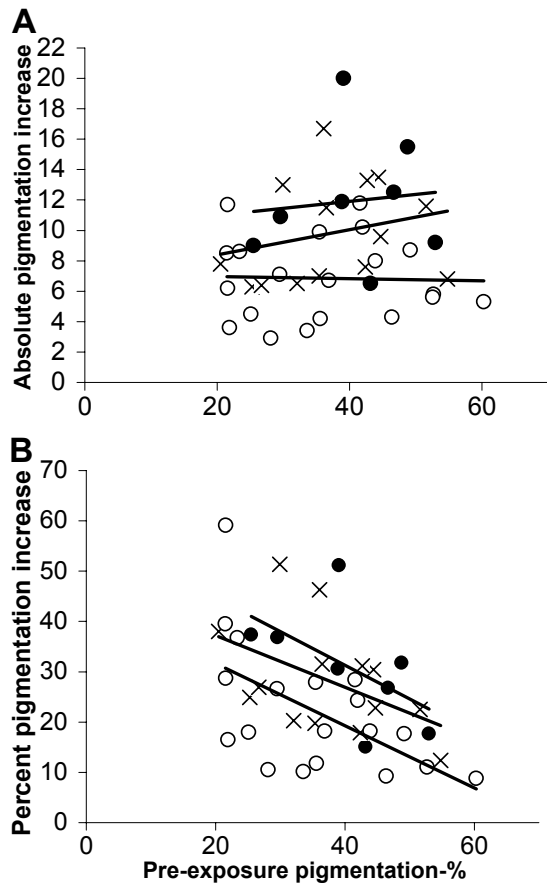 A
Absolute pigmentation increase
22
20
18
16
14
12
10
8
6
4
2
0
0 20 40 60
B
Percent pigmentation increase
70
60
50
40
30
20
10
0
0 20 40 60
Pre-exposure pigmentation-%